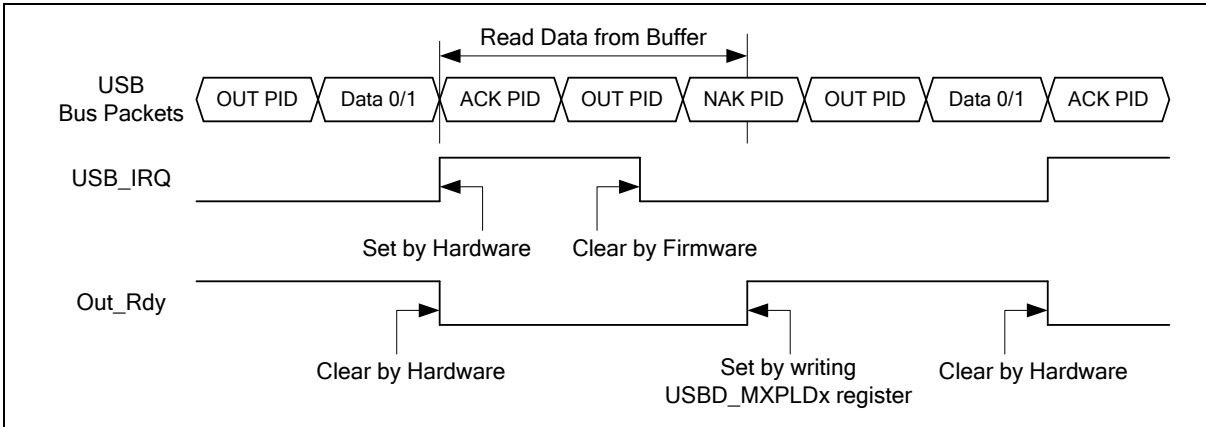 Read Data from Buffer
USB
Bus Packets
OUT PID Data 0/1 ACK PID OUT PID NAK PID OUT PID Data 0/1 ACK PID
USB_IRQ
Set by Hardware Clear by Firmware
Out_Rdy
Clear by Hardware Set by writing
USBD_MXPLDx register Clear by Hardware